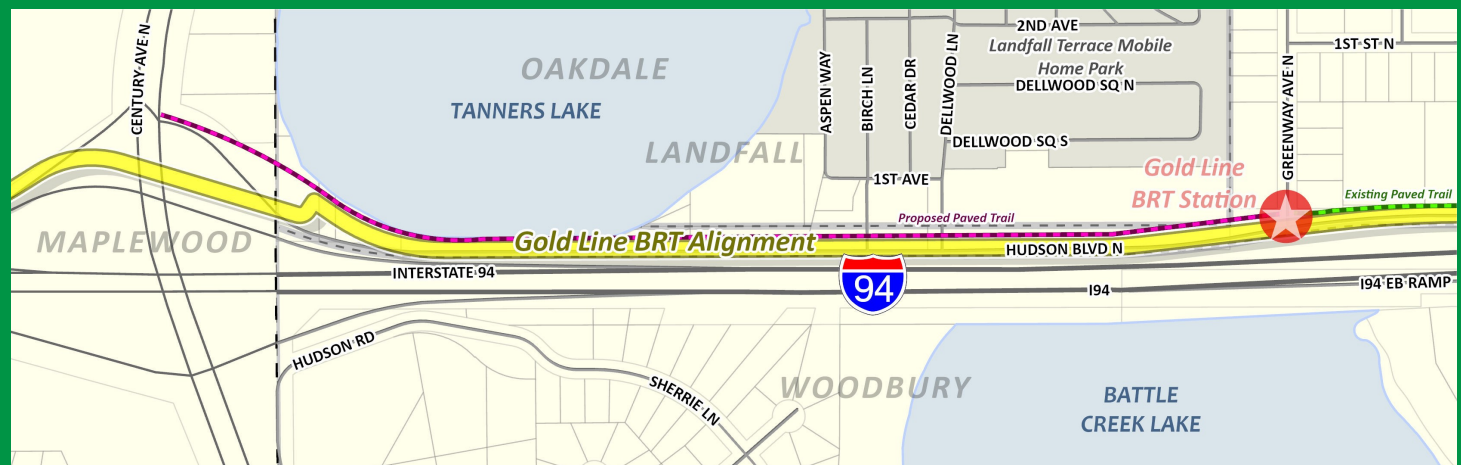 CENTURY AVE N
OAKDALE
TANNERS LAKE
LANDFALL
ASPEN WAY
BIRCH LN
CEDAR DR
DELLWOOD LN
2ND AVE
Landfall Terrace Mobile
Home Park
DELLWOOD SQ N
DELLWOOD SQ S
1ST AVE
1ST ST N
GREENWAY AVE N
Gold Line
BRT Station
Existing Paved Trail
Proposed Paved Trail
MAPLEWOOD
Gold Line BRT Alignment
HUDSON BLVD N
INTERSTATE 94
94
I94
I94 EB RAMP
HUDSON RD
SHERRIE LN
WOODBURY
BATTLE
CREEK LAKE